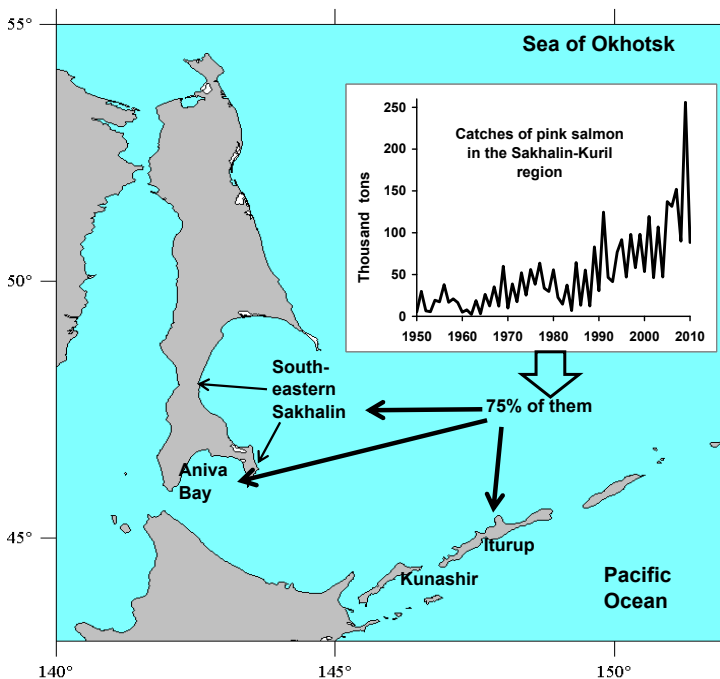 55°
Sea of Okhotsk
250
200
150
100
50
0
Thousand tons
Catches of pink salmon
in the Sakhalin-Kuril
region
1950 1960 1970 1980 1990 2000 2010
50°
South-
eastern
Sakhalin
75% of them
Aniva
Bay
45°
Iturup
Kunashir
Pacific
Ocean
140° 145° 150°